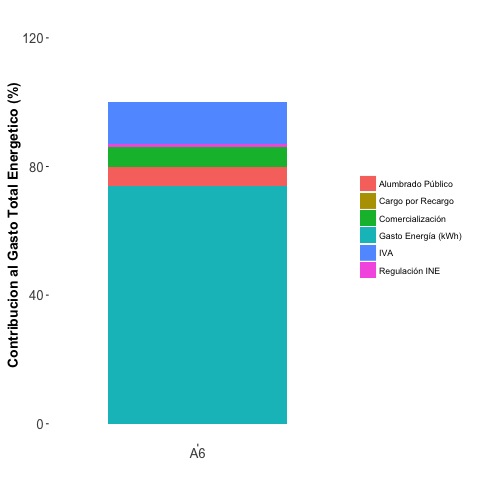 Contribucion al Gasto Total Energetico (%)
120
80
40
0
A6
Alumbrado Público
Cargo por Recargo
Comercialización
Gasto Energía (kWh)
IVA
Regulación INE